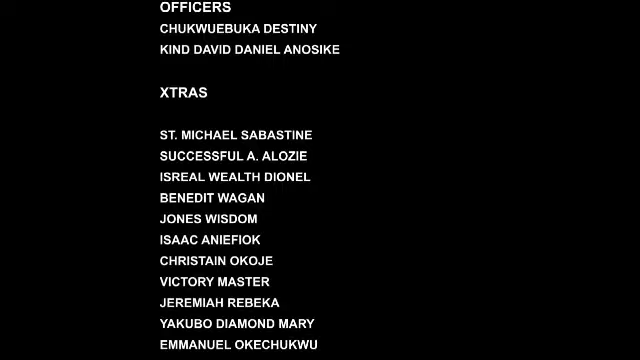 OFFICERS
CHUKWUEBUKA DESTINY
KIND DAVID DANIEL ANOSIKE
XTRAS
ST. MICHAEL SABASTINE
SUCCESSFUL A. ALOZIE
ISREAL WEALTH DIONEL
BENEDIT WAGAN
JONES WISDOM
ISAAC ANIEFIOK
CHRISTAIN OKOJE
VICTORY MASTER
JEREMIAH REBEKA
YAKUBO DIAMOND MARY
EMMANUEL OKECHUKWU